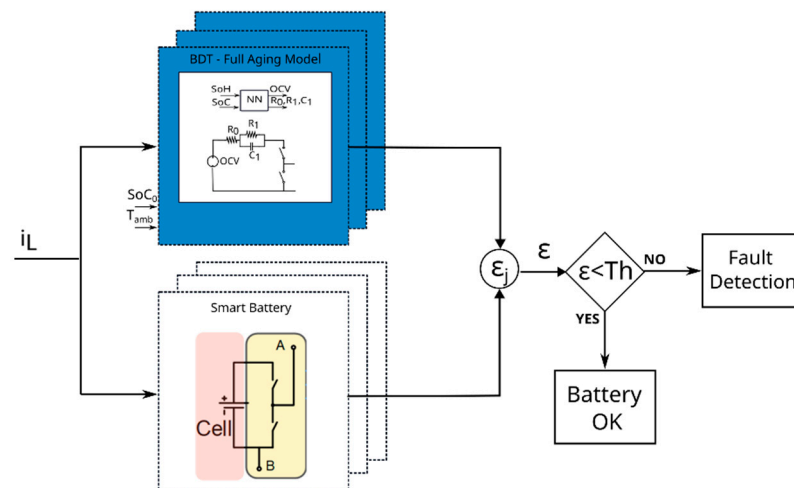 BDT - Full Aging Model
SoH
SoC
NN
OCV
R0,R1,C1
R0
R1
C1
OCV
SoC0
Tamb
iL
Smart Battery
A
+
-
Cell
B
εj
ε
ε<Th
NO
YES
Fault
Detection
Battery
OK